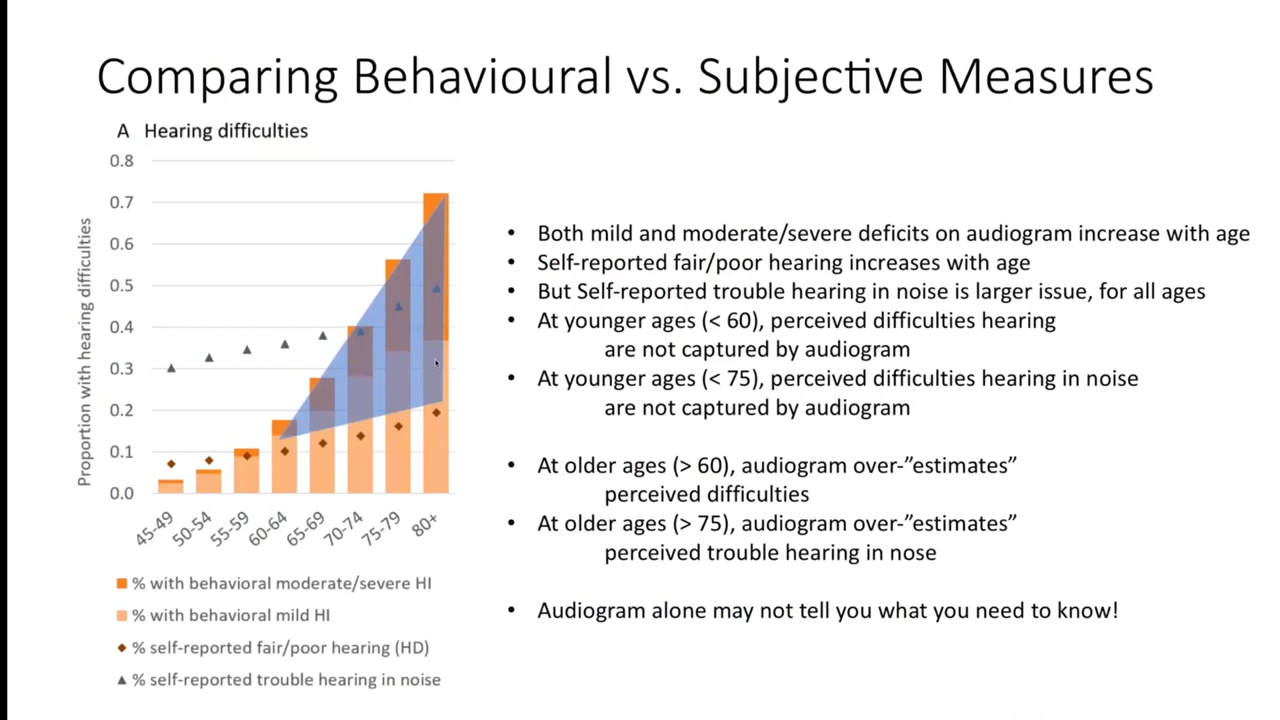 Comparing Behavioural vs. Subjective Measures
A Hearing difficulties
0.8
0.7
0.6
0.5
0.4
0.3
0.2
0.1
0.0
Proportion with hearing difficulties
45-49
50-54
55-59
60-64
65-69
70-74
75-79
80+
% with behavioral moderate/severe HI
% with behavioral mild HI
% self-reported fair/poor hearing (HD)
% self-reported trouble hearing in noise
• Both mild and moderate/severe deficits on audiogram increase with age
• Self-reported fair/poor hearing increases with age
• But Self-reported trouble hearing in noise is larger issue, for all ages
• At younger ages (< 60), perceived difficulties hearing
are not captured by audiogram
• At younger ages (< 75), perceived difficulties hearing in noise
are not captured by audiogram
• At older ages (> 60), audiogram over-”estimates”
perceived difficulties
• At older ages (> 75), audiogram over-”estimates”
perceived trouble hearing in nose
• Audiogram alone may not tell you what you need to know!